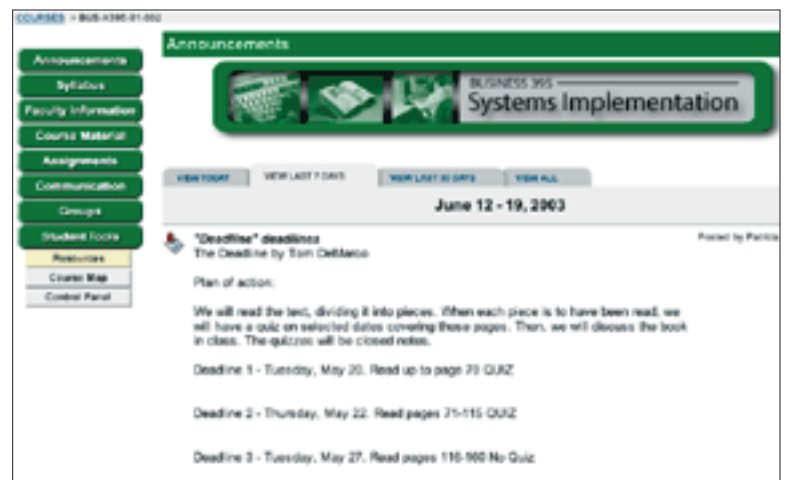 COURSES > BUS-X395-01-002
Announcements
Announcements
Syllabus
Faculty Information
Course Material
Assignments
Communication
Groups
Student Tools
Resources
Course Map
Control Panel
BUSINESS 395
Systems Implementation
VIEW TODAY
VIEW LAST 7 DAYS
VIEW LAST 30 DAYS
VIEW ALL
June 12 - 19, 2003
"Deadline" deadlines
Posted by Patricia
The Deadline by Tom DeMarco
Plan of action:
We will read the text, dividing it into pieces. When each piece is to have been read, we
will have a quiz on selected dates covering those pages. Then, we will discuss the book
in class. The quizzes will be closed notes.
Deadline 1 - Tuesday, May 20. Read up to page 70 QUIZ
Deadline 2 - Thursday, May 22. Read pages 71-115 QUIZ
Deadline 3 - Tuesday, May 27. Read pages 116-160 No Quiz